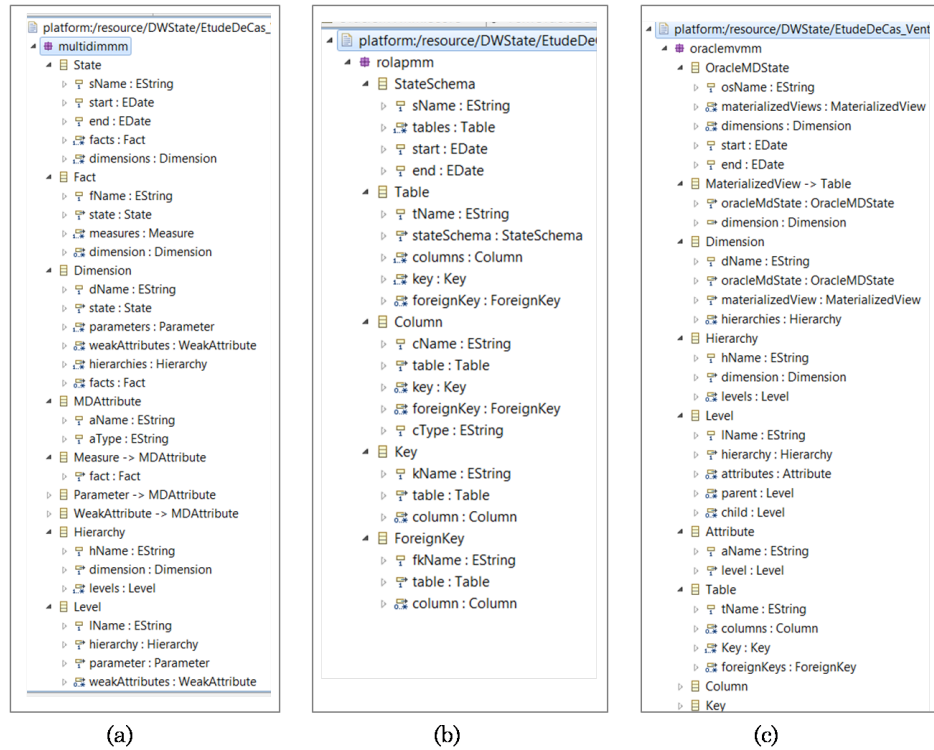 platform:/resource/DWState/EtudeDeCas_
multidimmm
State
sName : EString
start : EDate
end : EDate
facts : Fact
dimensions : Dimension
Fact
fName : EString
state : State
measures : Measure
dimension : Dimension
Dimension
dName : EString
state : State
parameters : Parameter
weakAttributes : WeakAttribute
hierarchies : Hierarchy
facts : Fact
MDAttribute
aName : EString
aType : EString
Measure -> MDAttribute
fact : Fact
Parameter -> MDAttribute
WeakAttribute -> MDAttribute
Hierarchy
hName : EString
dimension : Dimension
levels : Level
Level
lName : EString
hierarchy : Hierarchy
parameter : Parameter
weakAttributes : WeakAttribute
(a)
platform:/resource/DWState/EtudeDeC
rolapmm
StateSchema
sName : EString
tables : Table
start : EDate
end : EDate
Table
tName : EString
stateSchema : StateSchema
columns : Column
key : Key
foreignKey : ForeignKey
Column
cName : EString
table : Table
key : Key
foreignKey : ForeignKey
cType : EString
Key
kName : EString
table : Table
column : Column
ForeignKey
fkName : EString
table : Table
column : Column
(b)
platform:/resource/DWState/EtudeDeCas_Vent
oraclemvmm
OracleMDState
osName : EString
materializedViews : MaterializedView
dimensions : Dimension
start : EDate
end : EDate
MaterializedView -> Table
oracleMdState : OracleMDState
dimension : Dimension
Dimension
dName : EString
oracleMdState : OracleMDState
materializedView : MaterializedView
hierarchies : Hierarchy
Hierarchy
hName : EString
dimension : Dimension
levels : Level
Level
lName : EString
hierarchy : Hierarchy
attributes : Attribute
parent : Level
child : Level
Attribute
aName : EString
level : Level
Table
tName : EString
columns : Column
Key : Key
foreignKeys : ForeignKey
Column
Key
(c)